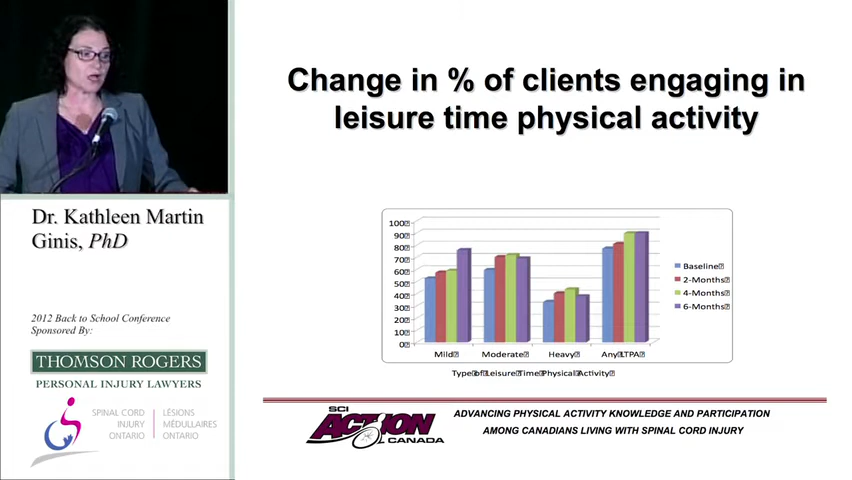 Change in % of clients engaging in
leisure time physical activity
Dr. Kathleen Martin
Ginis, PhD
2012 Back to School Conference
Sponsored By:
THOMSON ROGERS
PERSONAL INJURY LAWYERS
SPINAL CORD
INJURY
ONTARIO
LÉSIONS
MÉDULLAIRES
ONTARIO
100
90
80
70
60
50
40
30
20
10
0
Mild
Moderate
Heavy
Any LTPA
Type of Leisure Time Physical Activity
Baseline
2-Months
4-Months
6-Months
SCI
ACTION
CANADA
ADVANCING PHYSICAL ACTIVITY KNOWLEDGE AND PARTICIPATION
AMONG CANADIANS LIVING WITH SPINAL CORD INJURY